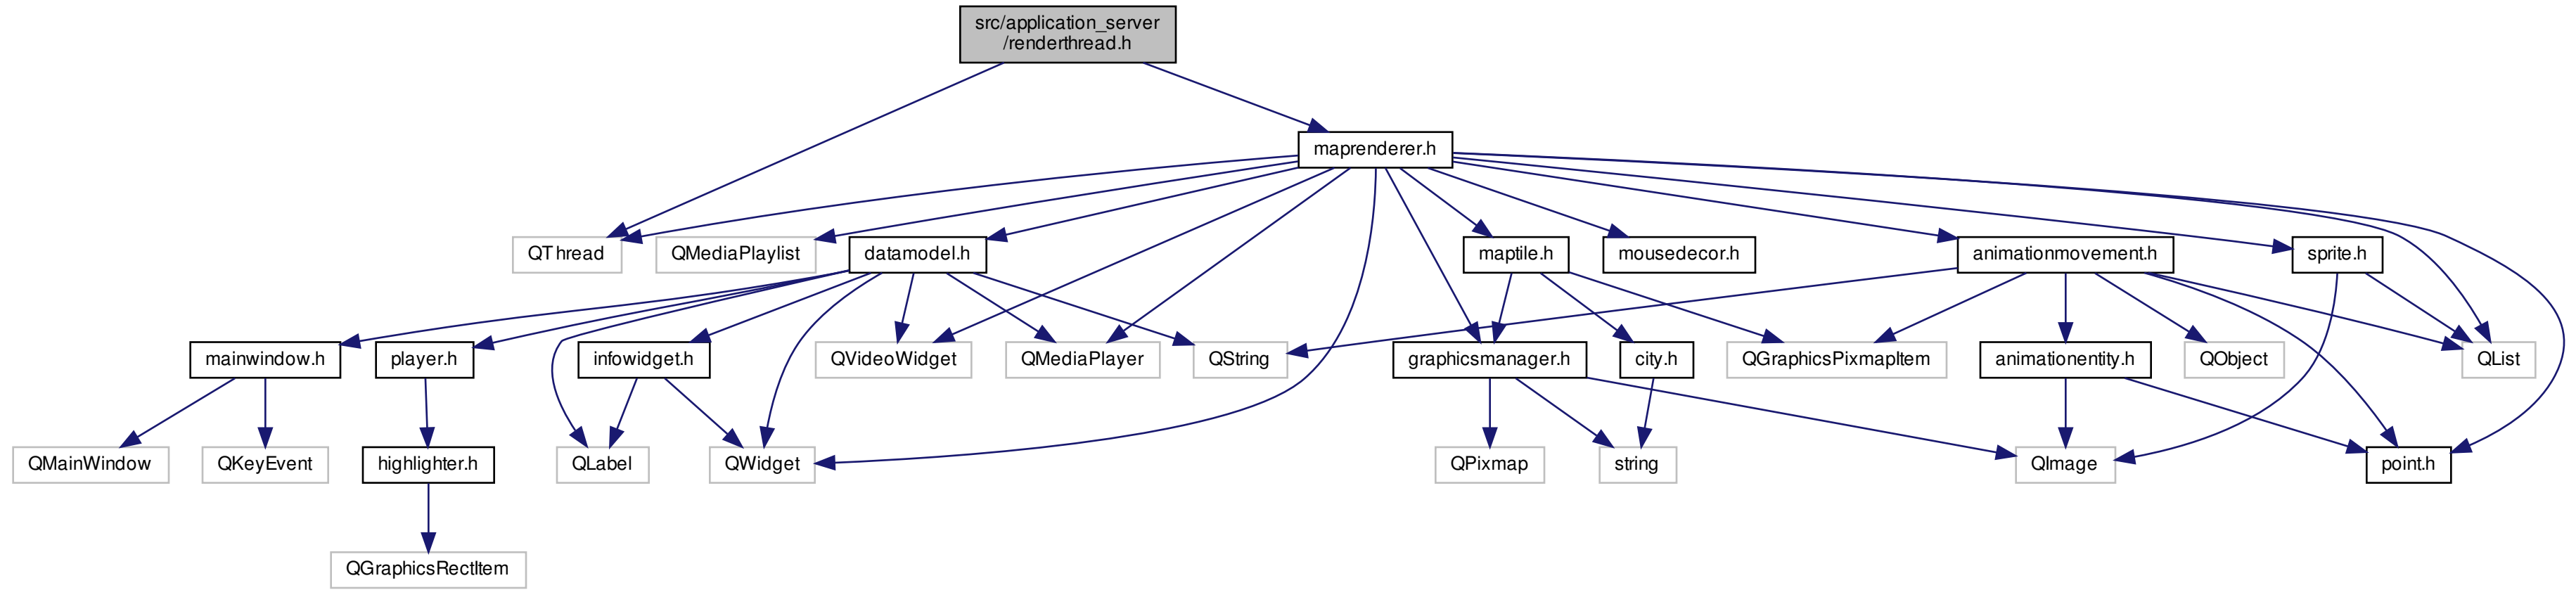 src/application_server
/renderthread.h
maprenderer.h
QThread
QMediaPlaylist
datamodel.h
maptile.h
mousedecor.h
animationmovement.h
sprite.h
mainwindow.h
player.h
infowidget.h
QVideoWidget
QMediaPlayer
QString
graphicsmanager.h
city.h
QGraphicsPixmapItem
animationentity.h
QObject
QList
QMainWindow
QKeyEvent
highlighter.h
QLabel
QWidget
QPixmap
string
QImage
point.h
QGraphicsRectItem